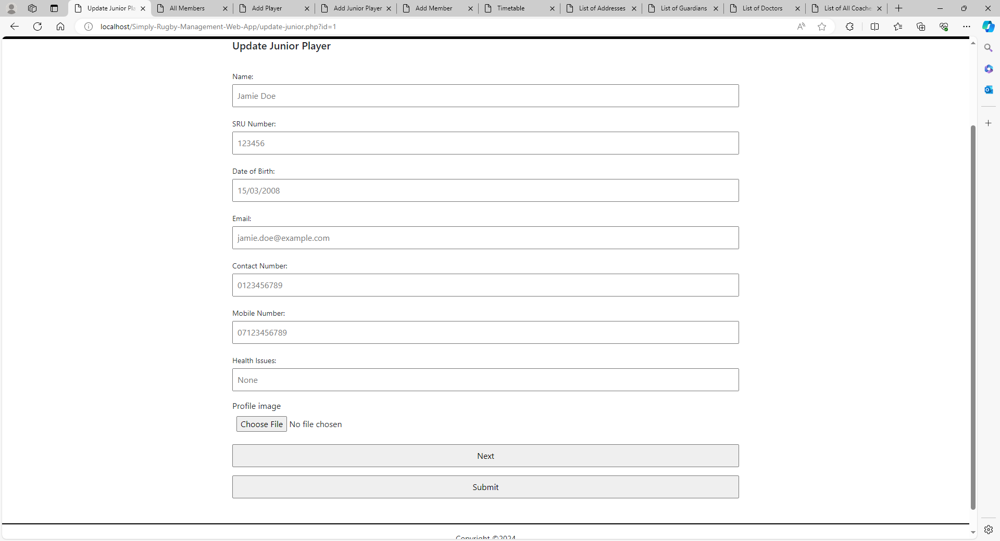 Update Junior Pla
All Members
Add Player
Add Junior Player
Add Member
Timetable
List of Addresses
List of Guardians
List of Doctors
List of All Coache
localhost/Simply-Rugby-Management-Web-App/update-junior.php?id=1
Update Junior Player
Name:
Jamie Doe
SRU Number:
123456
Date of Birth:
15/03/2008
Email:
jamie.doe@example.com
Contact Number:
0123456789
Mobile Number:
07123456789
Health Issues:
None
Profile image
Choose File No file chosen
Next
Submit
Copyright ©2024